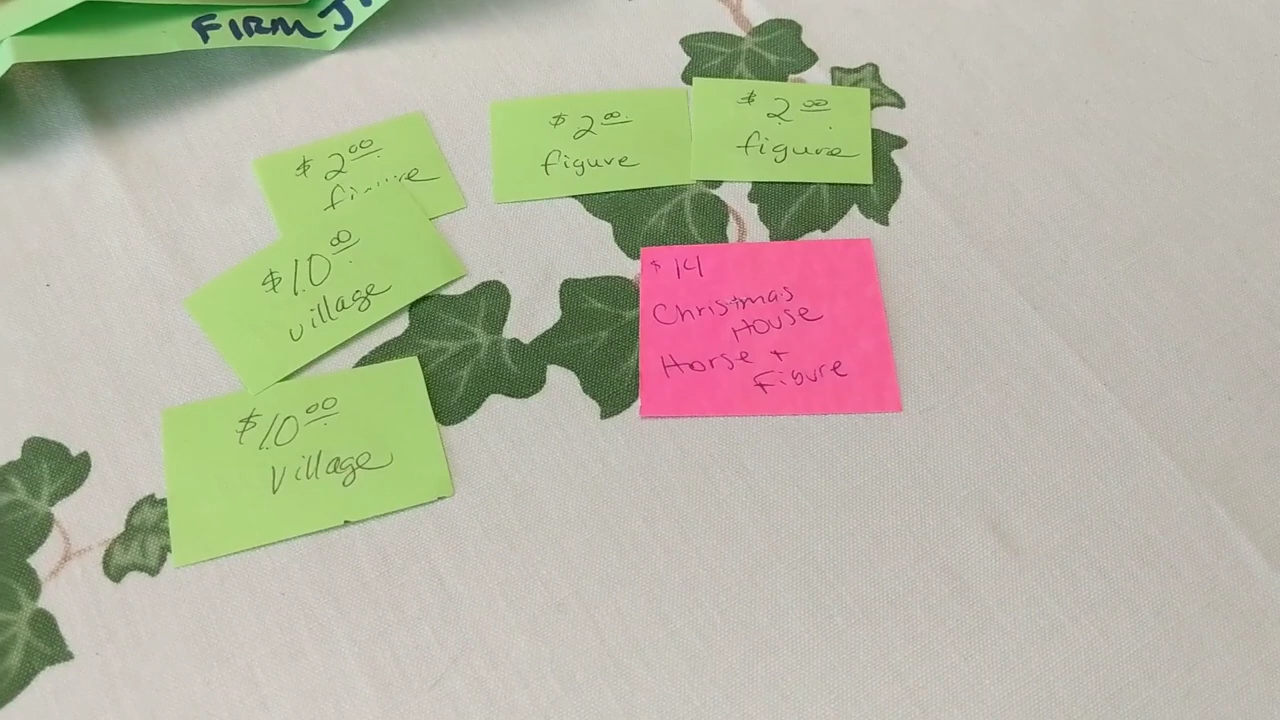 FIRM
$2.00
figure
$2.00
figure
$2.00
figure
$10.00
village
$10.00
Village
$14
Christmas
House
Horse +
Figure